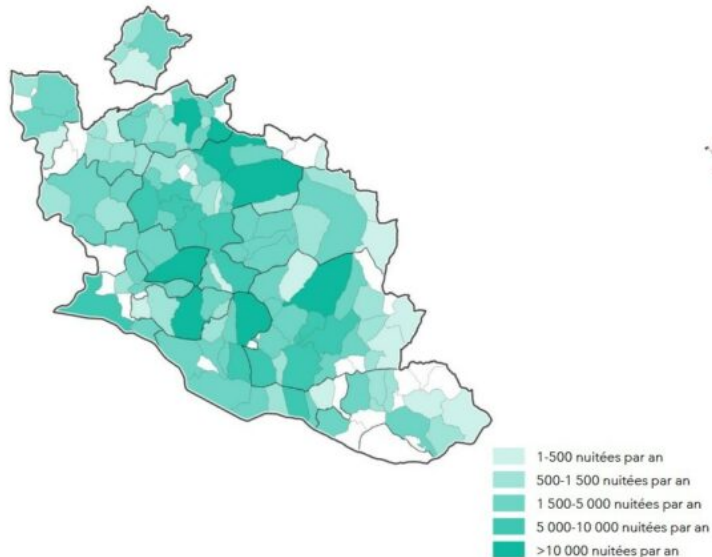 1-500 nuitées par an
500-1 500 nuitées par an
1 500-5 000 nuitées par an
5 000-10 000 nuitées par an
>10 000 nuitées par an